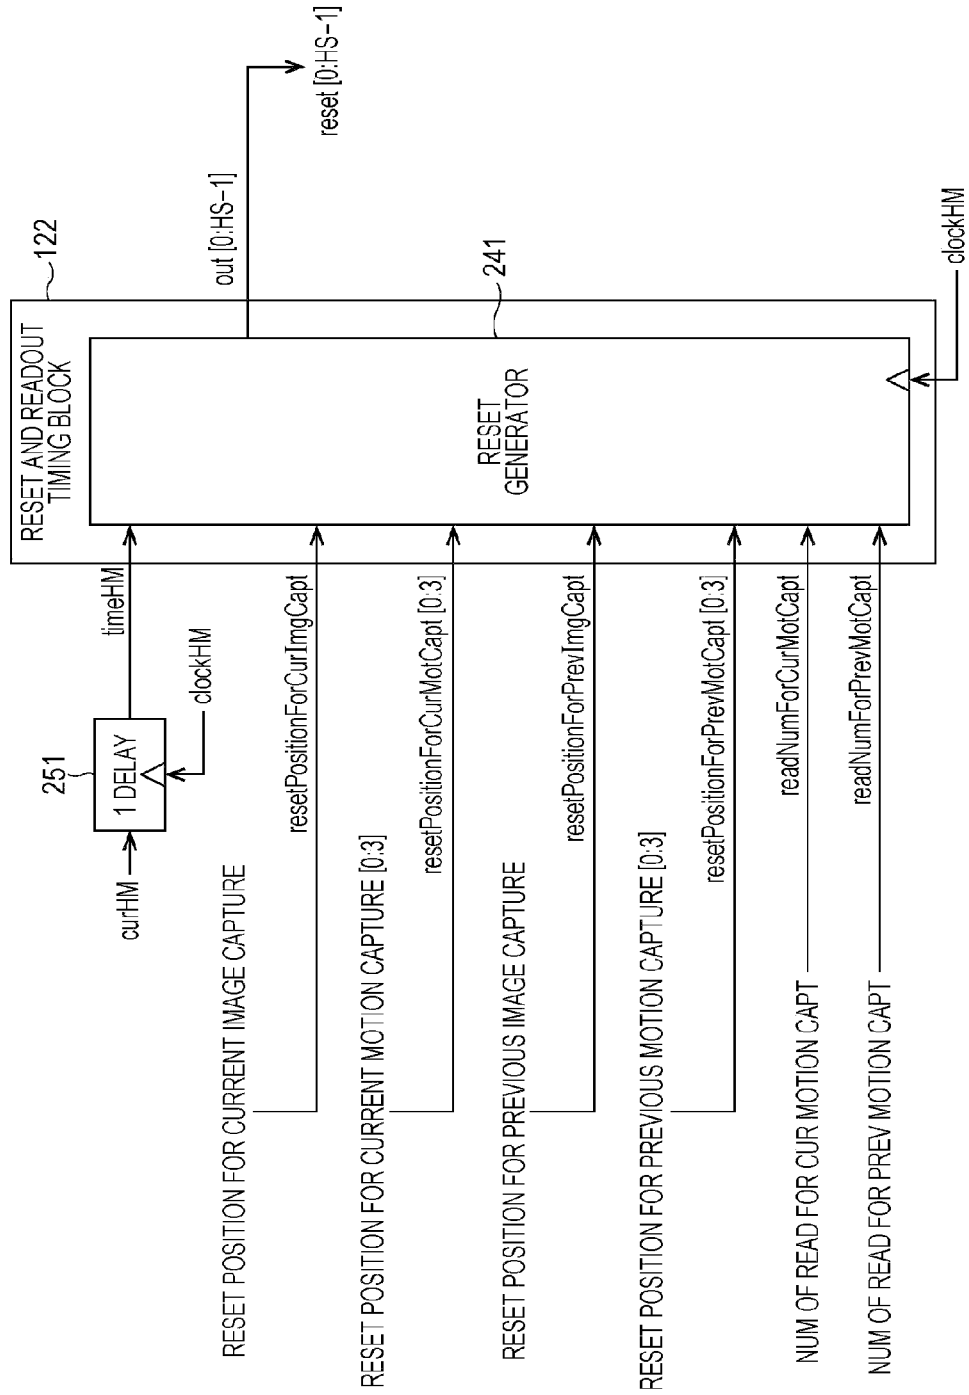 RESET AND READOUT
TIMING BLOCK
122
251
1 DELAY
curHM
timeHM
clockHM
RESET POSITION FOR CURRENT IMAGE CAPTURE
resetPositionForCurImgCapt
RESET POSITION FOR CURRENT MOTION CAPTURE [0:3]
resetPositionForCurMotCapt [0:3]
RESET POSITION FOR PREVIOUS IMAGE CAPTURE
resetPositionForPrevImgCapt
RESET POSITION FOR PREVIOUS MOTION CAPTURE [0:3]
resetPositionForPrevMotCapt [0:3]
NUM OF READ FOR CUR MOTION CAPT
readNumForCurMotCapt
NUM OF READ FOR PREV MOTION CAPT
readNumForPrevMotCapt
RESET
GENERATOR
241
out [0:HS-1]
reset [0:HS-1]
clockHM